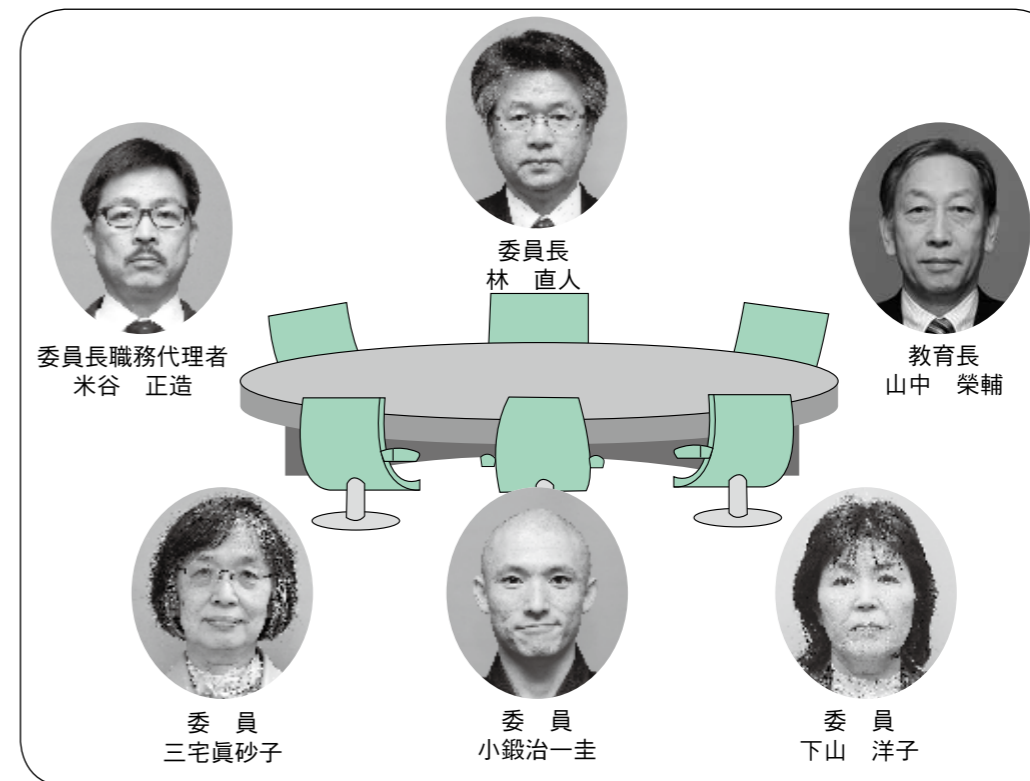 委員長
林　直人
委員長職務代理者
米谷　正造
教育長
山中　榮輔
委　員
三宅眞砂子
委　員
小鍛治一圭
委　員
下山　洋子